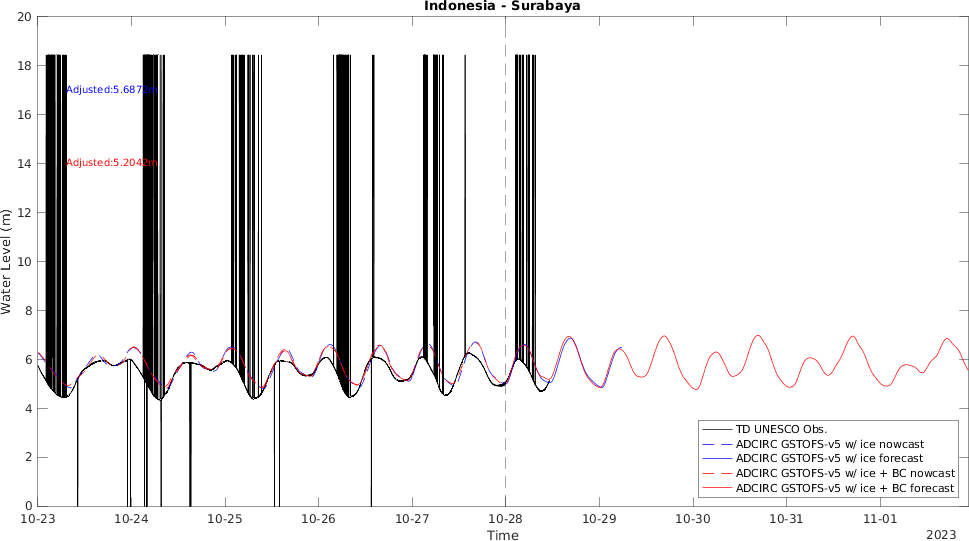 Indonesia - Surabaya
20
18
16
14
12
10
8
6
4
2
0
Water Level (m)
Adjusted:5.6872m
Adjusted:5.2042m
TD UNESCO Obs.
ADCIRC GSTOFS-v5 w/ ice nowcast
ADCIRC GSTOFS-v5 w/ ice forecast
ADCIRC GSTOFS-v5 w/ ice + BC nowcast
ADCIRC GSTOFS-v5 w/ ice + BC forecast
10-23 10-24 10-25 10-26 10-27 10-28 10-29 10-30 10-31 11-01
Time
2023